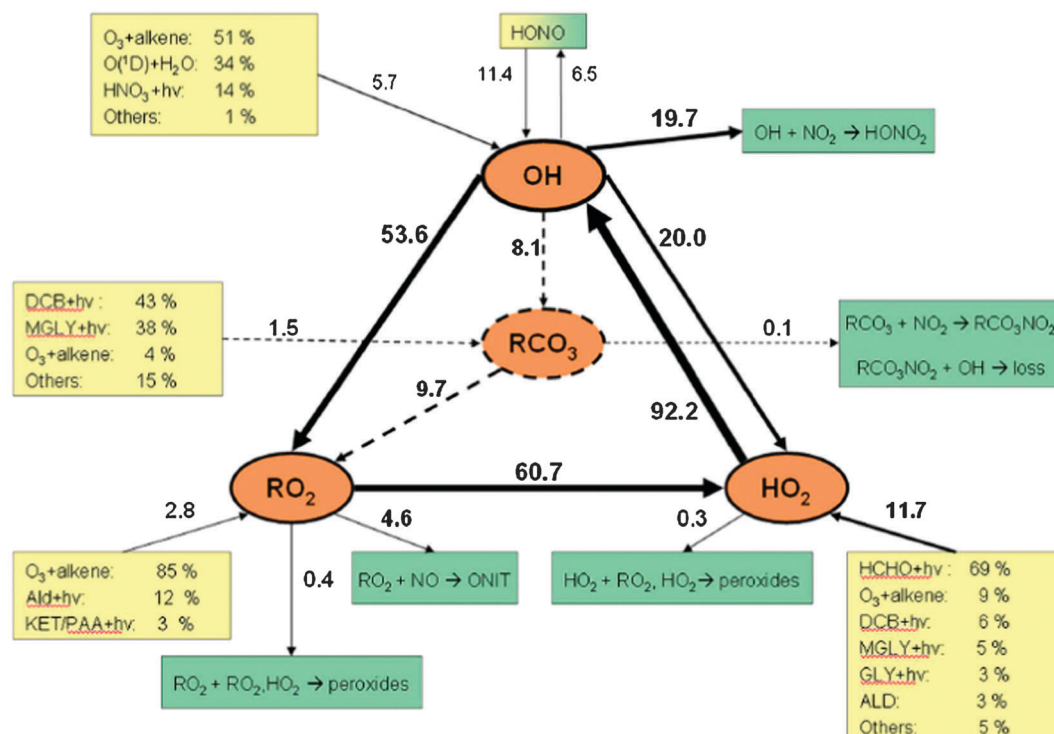 O₃+alkene: 51 %
O(¹D)+H₂O: 34 %
HNO₃+hv: 14 %
Others: 1 %
5.7
HONO
11.4
6.5
19.7
OH + NO₂ → HONO₂
OH
53.6
8.1
20.0
DCB+hv : 43 %
MGLY+hv: 38 %
O₃+alkene: 4 %
Others: 15 %
1.5
RCO₃
0.1
RCO₃ + NO₂ → RCO₃NO₂
RCO₃NO₂ + OH → loss
9.7
92.2
RO₂
60.7
HO₂
2.8
4.6
0.3
11.7
O₃+alkene: 85 %
Ald+hv: 12 %
KET/PAA+hv: 3 %
0.4
RO₂ + NO → ONIT
HO₂ + RO₂, HO₂ → peroxides
HCHO+hv : 69 %
O₃+alkene: 9 %
DCB+hv: 6 %
MGLY+hv: 5 %
GLY+hv: 3 %
ALD: 3 %
Others: 5 %
RO₂ + RO₂,HO₂ → peroxides